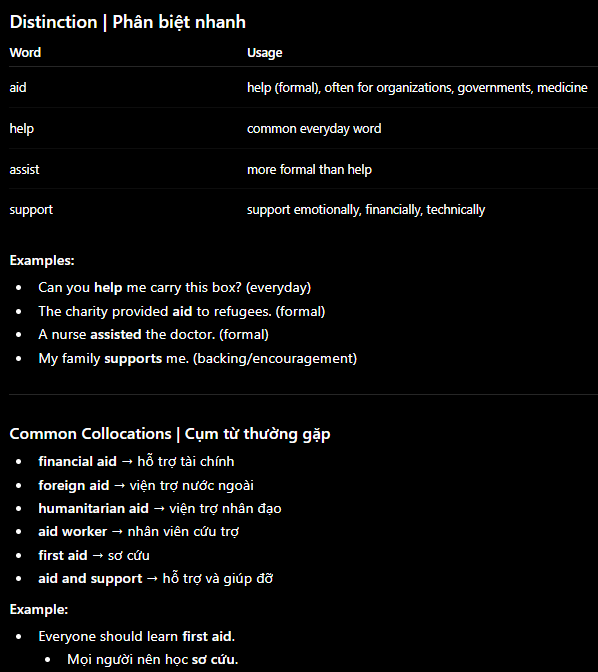 Distinction | Phân biệt nhanh
Word Usage
aid help (formal), often for organizations, governments, medicine
help common everyday word
assist more formal than help
support support emotionally, financially, technically
Examples:
• Can you help me carry this box? (everyday)
• The charity provided aid to refugees. (formal)
• A nurse assisted the doctor. (formal)
• My family supports me. (backing/encouragement)
Common Collocations | Cụm từ thường gặp
• financial aid → hỗ trợ tài chính
• foreign aid → viện trợ nước ngoài
• humanitarian aid → viện trợ nhân đạo
• aid worker → nhân viên cứu trợ
• first aid → sơ cứu
• aid and support → hỗ trợ và giúp đỡ
Example:
• Everyone should learn first aid.
• Mọi người nên học sơ cứu.